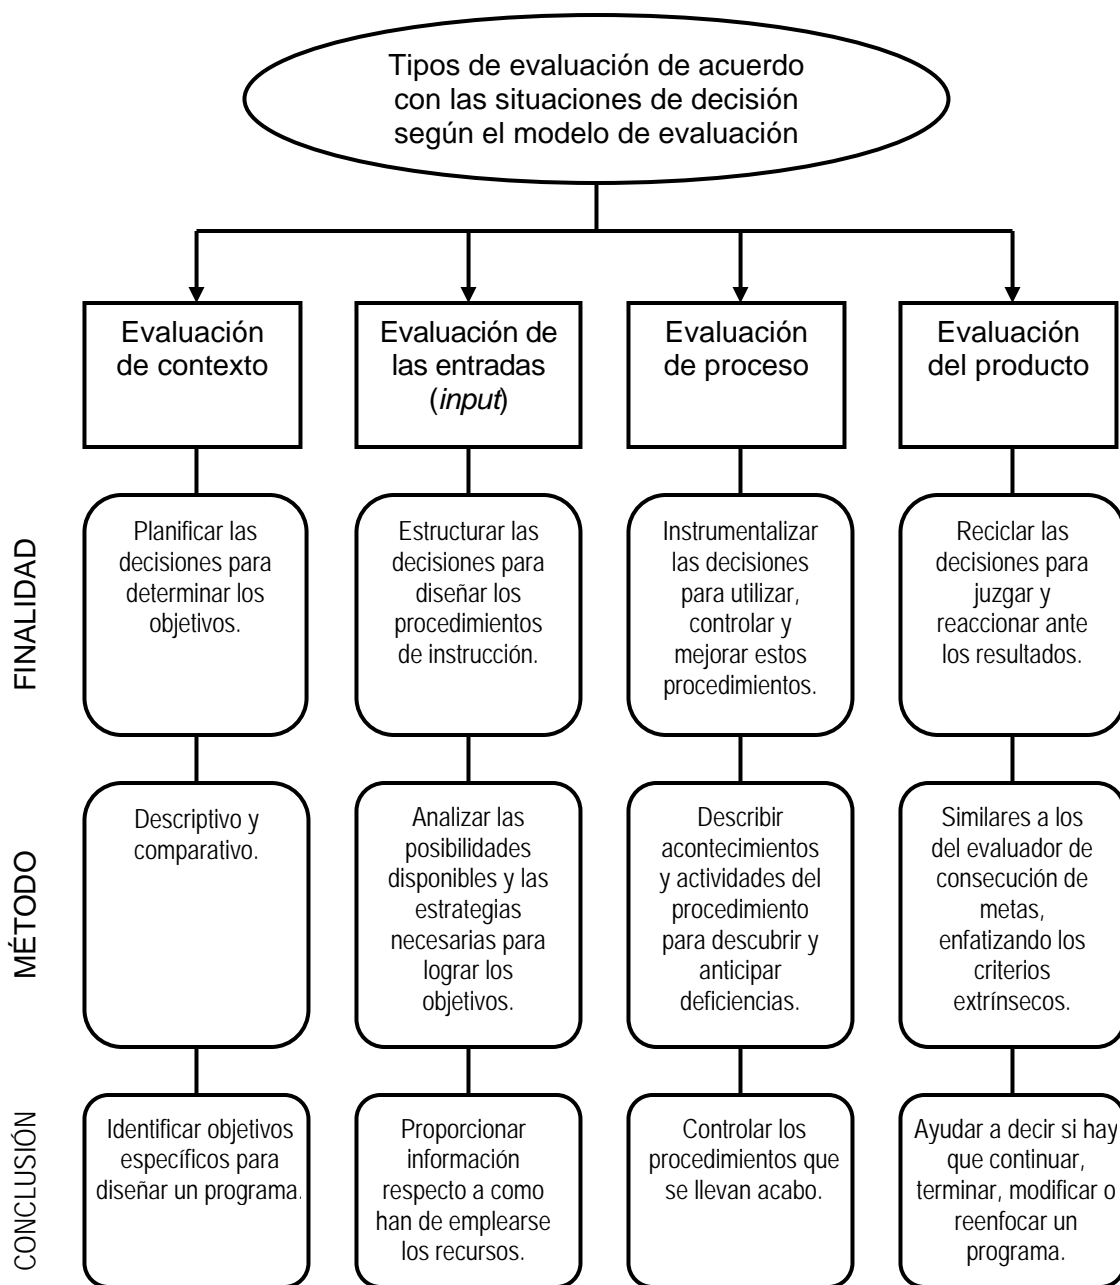 Tipos de evaluación de acuerdo
con las situaciones de decisión
según el modelo de evaluación
Evaluación
de contexto
Evaluación de
las entradas
(input)
Evaluación
de proceso
Evaluación
del producto
FINALIDAD
Planificar las
decisiones para
determinar los
objetivos.
Estructurar las
decisiones para
diseñar los
procedimientos
de instrucción.
Instrumentalizar
las decisiones
para utilizar,
controlar y
mejorar estos
procedimientos.
Reciclar las
decisiones para
juzgar y
reaccionar ante
los resultados.
MÉTODO
Descriptivo y
comparativo.
Analizar las
posibilidades
disponibles y las
estrategias
necesarias para
lograr los
objetivos.
Describir
acontecimientos
y actividades del
procedimiento
para descubrir y
anticipar
deficiencias.
Similares a los
del evaluador de
consecución de
metas,
enfatizando los
criterios
extrínsecos.
CONCLUSIÓN
Identificar objetivos
específicos para
diseñar un programa.
Proporcionar
información
respecto a como
han de emplearse
los recursos.
Controlar los
procedimientos que
se llevan acabo.
Ayudar a decir si hay
que continuar,
terminar, modificar o
reenfocar un
programa.